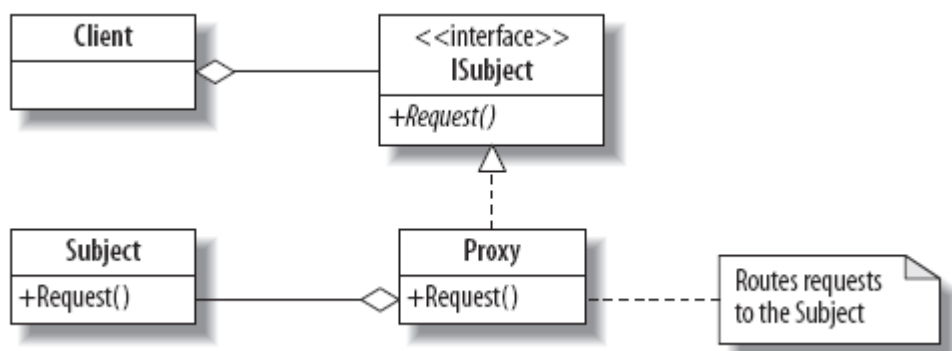 Client
<<interface>>
ISubject
+Request()
Subject
+Request()
Proxy
+Request()
Routes requests
to the Subject